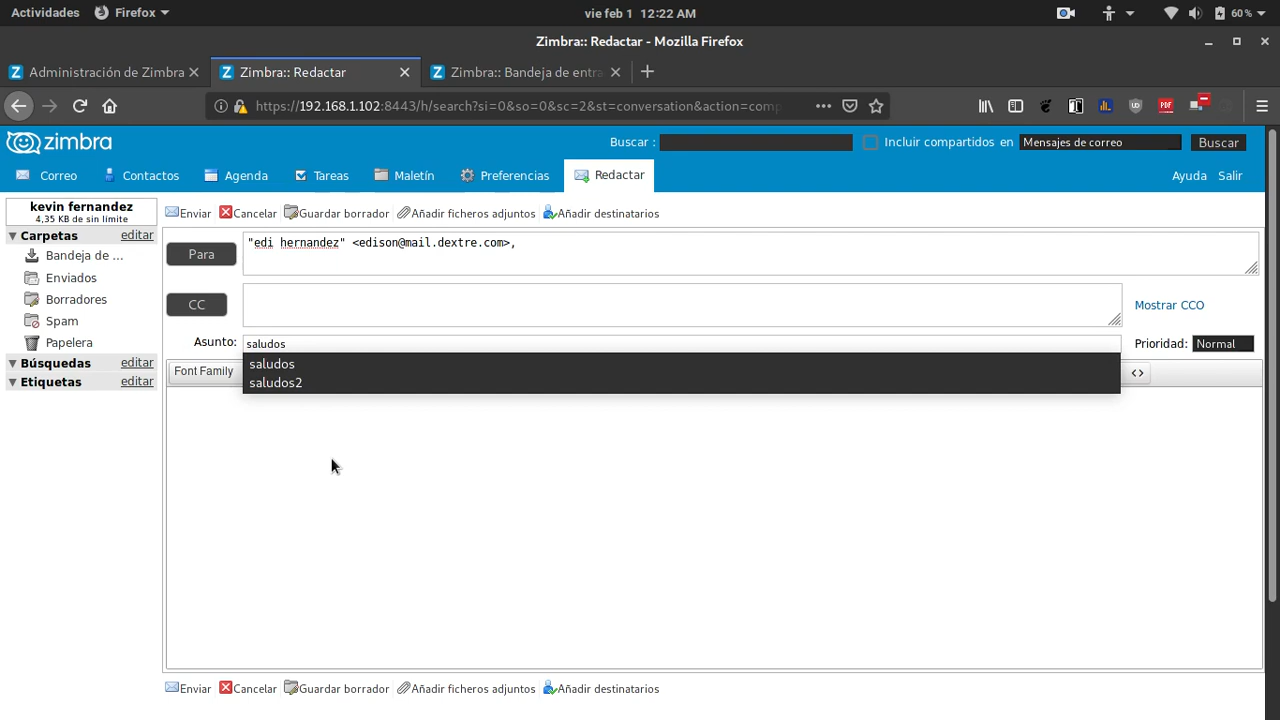 Actividades Firefox vie feb 1 12:22 AM 60 %
Zimbra:: Redactar - Mozilla Firefox
Administración de Zimbra Zimbra:: Redactar Zimbra:: Bandeja de entra
https://192.168.1.102:8443/h/search?si=0&so=0&sc=2&st=conversation&action=comp
zimbra Buscar : Incluir compartidos en Mensajes de correo Buscar
Correo Contactos Agenda Tareas Maletín Preferencias Redactar Ayuda Salir
kevin fernandez
4,35 KB de sin límite
Carpetas editar
Bandeja de ...
Enviados
Borradores
Spam
Papelera
Búsquedas editar
Etiquetas editar
Enviar Cancelar Guardar borrador Añadir ficheros adjuntos Añadir destinatarios
Para "edi hernandez" <edison@mail.dextre.com>,
CC Mostrar CCO
Asunto: saludos Prioridad: Normal
saludos
saludos2
Font Family <>
Enviar Cancelar Guardar borrador Añadir ficheros adjuntos Añadir destinatarios